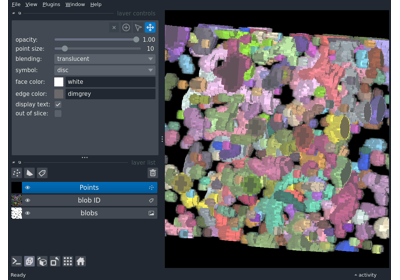 File View Plugins Window Help
layer controls
opacity: 1.00
point size: 10
blending: translucent
symbol: disc
face color: white
edge color: dimgrey
display text: ✓
out of slice:
layer list
Points
blob ID
blobs
Ready
activity